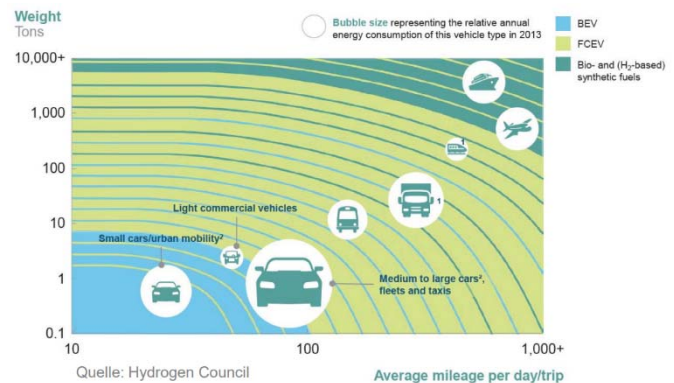 Weight
Tons
Bubble size representing the relative annual
energy consumption of this vehicle type in 2013
BEV
FCEV
Bio- and (H2-based)
synthetic fuels
10,000+
1,000
100
10
1
0.1
1
1
Light commercial vehicles
Small cars/urban mobility2
Medium to large cars²,
fleets and taxis
10
100
1,000+
Quelle: Hydrogen Council
Average mileage per day/trip